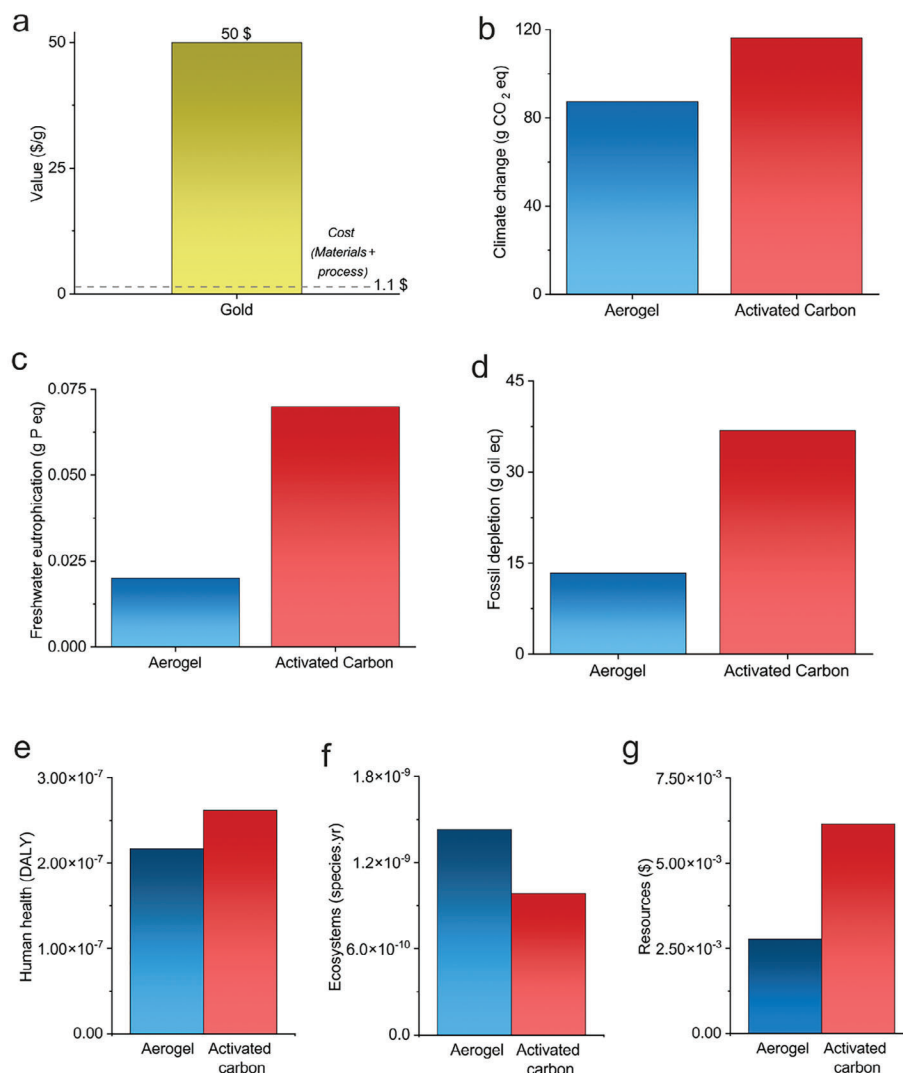 a
Value ($/g)
50
25
0
50 $
Cost
(Materials +
process)
1.1 $
Gold
b
Climate change (g CO2 eq)
120
80
40
0
Aerogel
Activated Carbon
c
Freshwater eutrophication (g P eq)
0.075
0.050
0.025
0.000
Aerogel
Activated Carbon
d
Fossil depletion (g oil eq)
45
30
15
0
Aerogel
Activated Carbon
e
Human health (DALY)
3.00×10⁻⁷
2.00×10⁻⁷
1.00×10⁻⁷
0.00
Aerogel
Activated
carbon
f
Ecosystems (species.yr)
1.8×10⁻⁹
1.2×10⁻⁹
6.0×10⁻¹⁰
0.0
Aerogel
Activated
carbon
g
Resources ($)
7.50×10⁻³
5.00×10⁻³
2.50×10⁻³
0.00
Aerogel
Activated
carbon